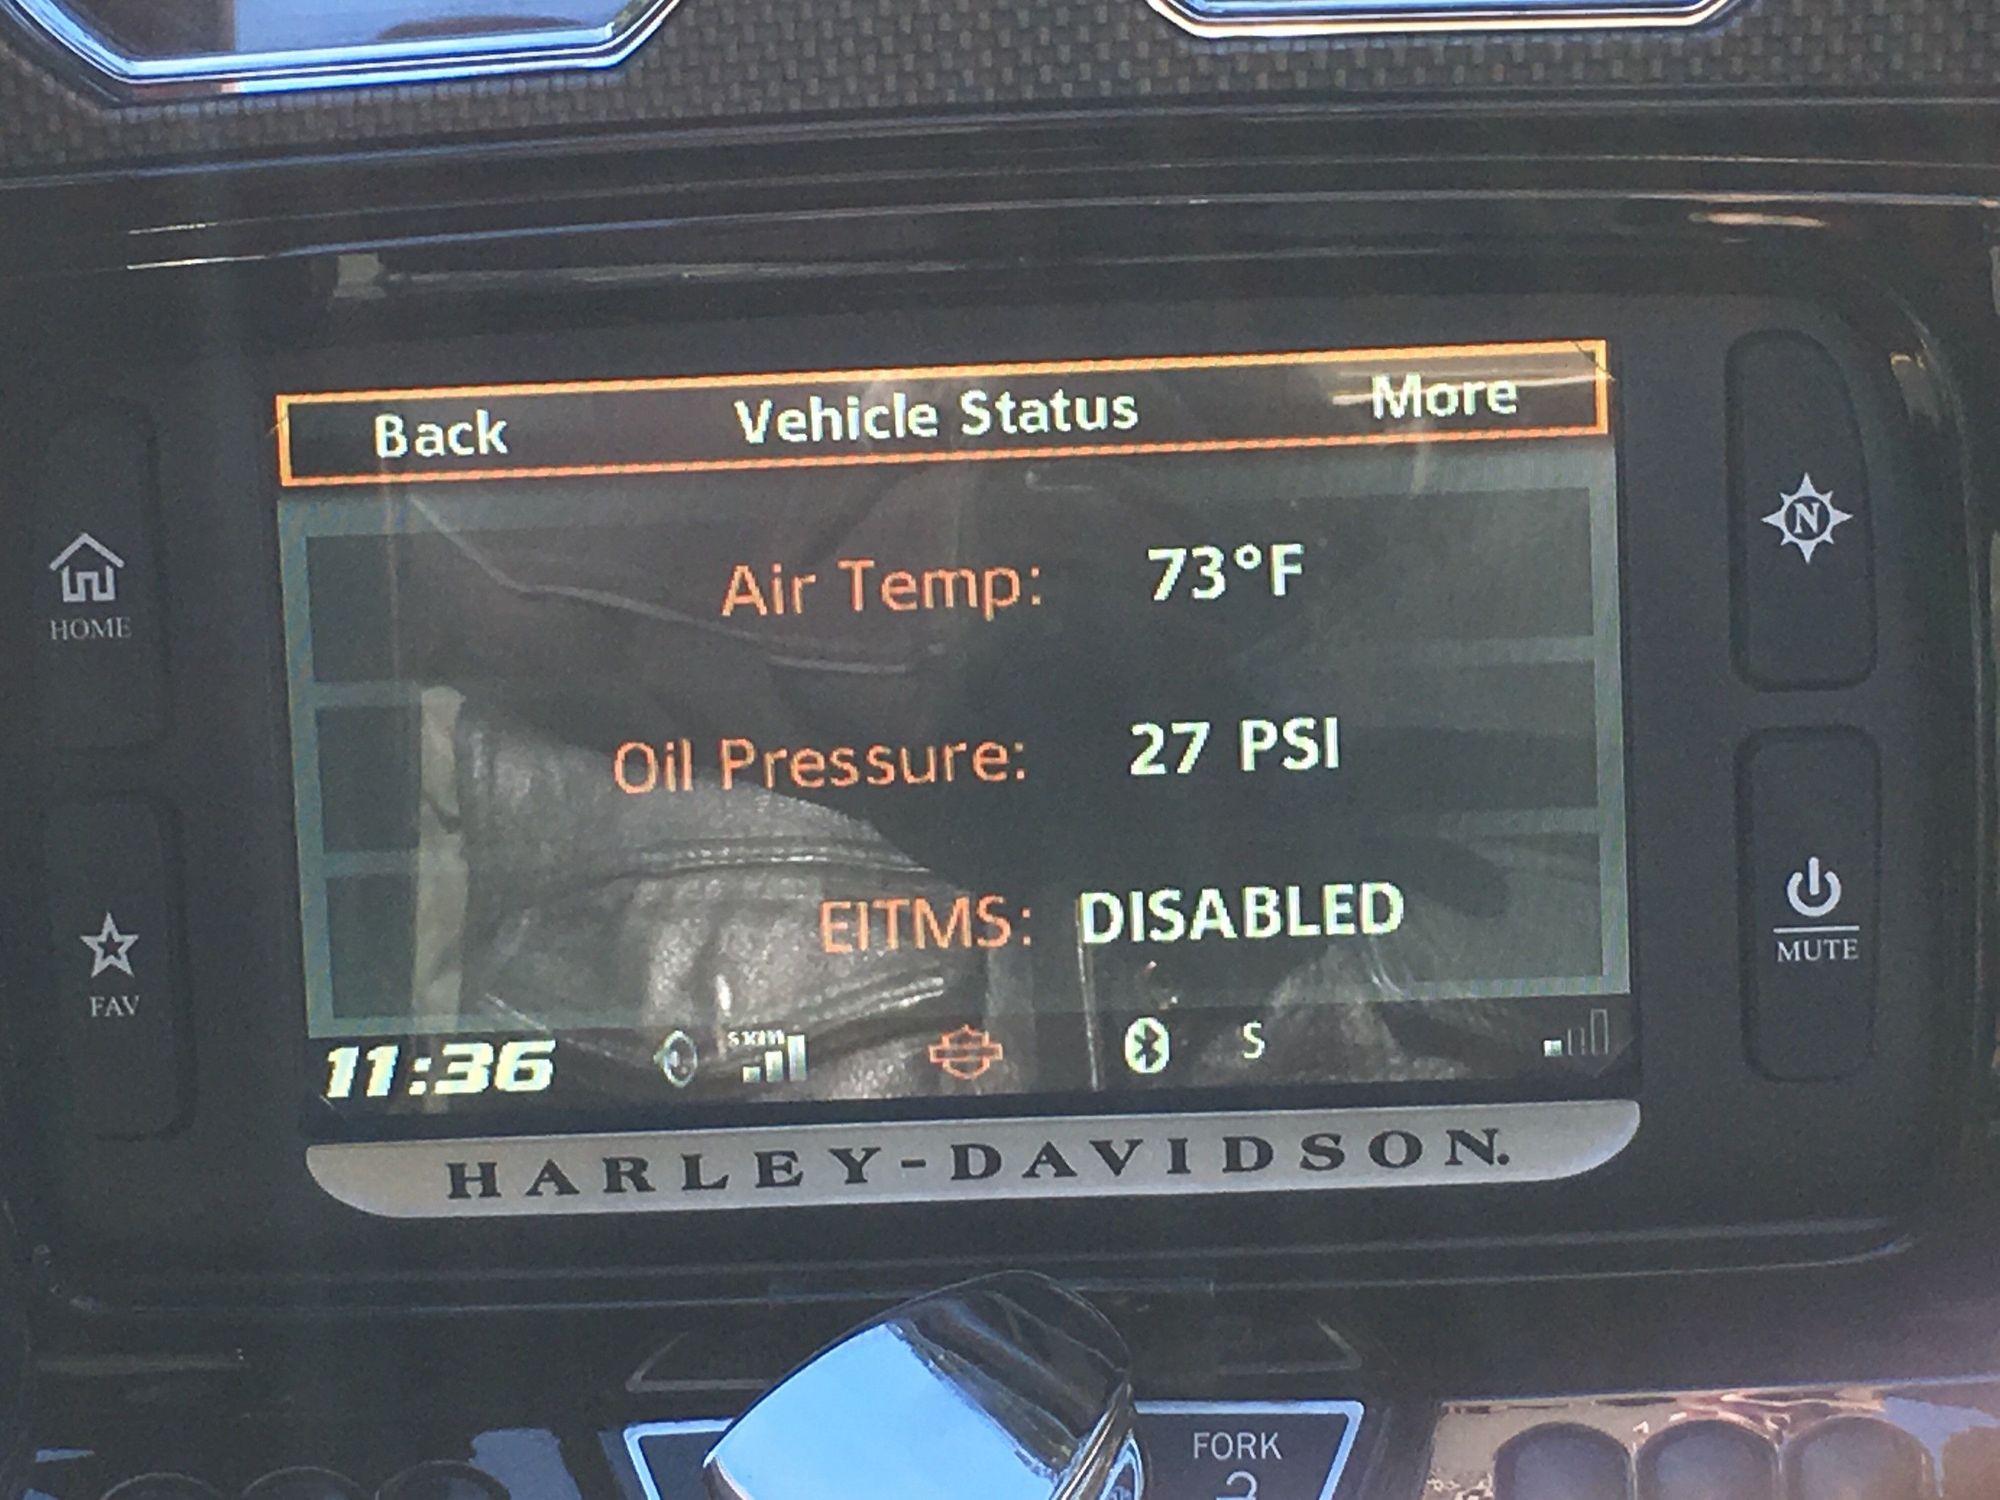 Back Vehicle Status More
Air Temp: 73°F
Oil Pressure: 27 PSI
EITMS: DISABLED
11:36 SXM S
HARLEY-DAVIDSON.
HOME
FAV
N
MUTE
FORK